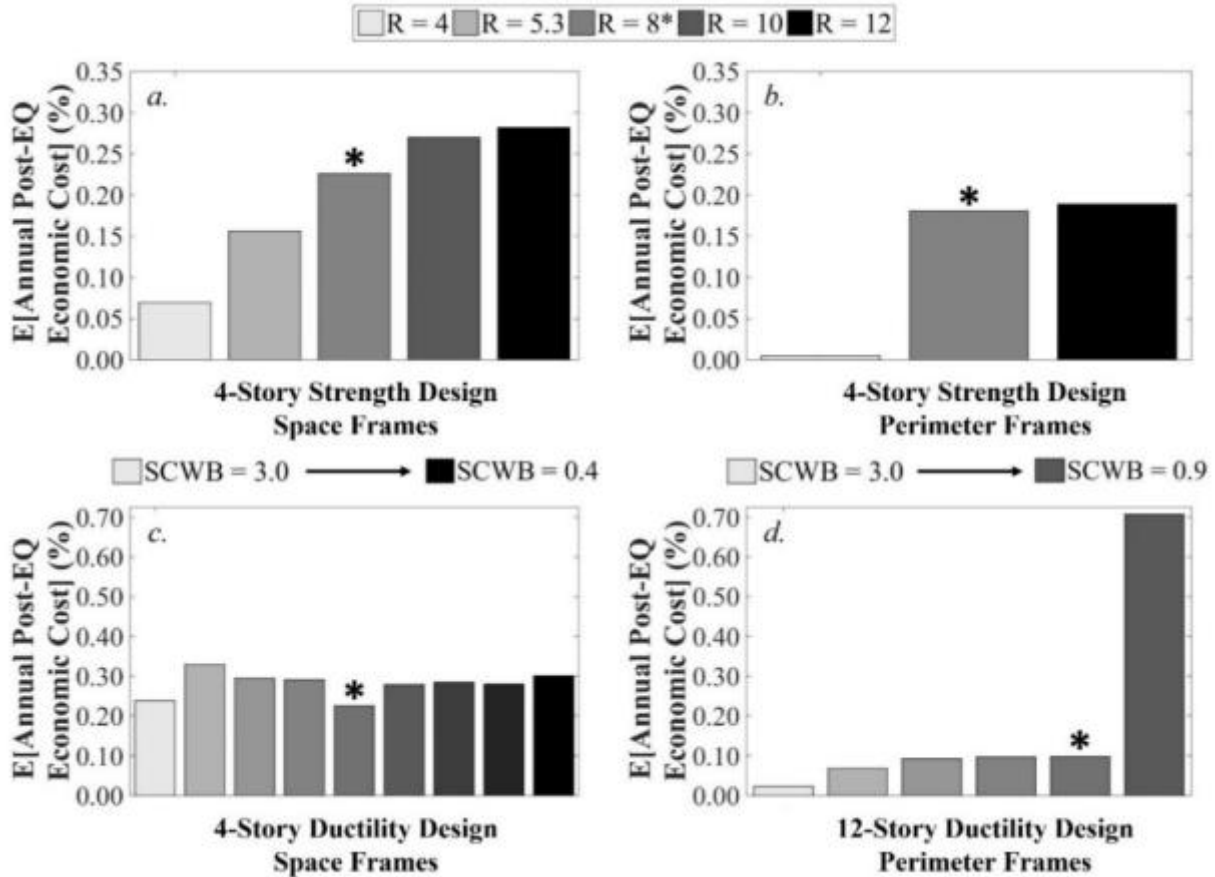 R = 4 R = 5.3 R = 8* R = 10 R = 12
a.
E[Annual Post-EQ
Economic Cost] (%)
0.35
0.30
0.25
0.20
0.15
0.10
0.05
0.00
*
4-Story Strength Design
Space Frames
b.
E[Annual Post-EQ
Economic Cost] (%)
0.35
0.30
0.25
0.20
0.15
0.10
0.05
0.00
*
4-Story Strength Design
Perimeter Frames
SCWB = 3.0 → SCWB = 0.4
c.
E[Annual Post-EQ
Economic Cost] (%)
0.70
0.60
0.50
0.40
0.30
0.20
0.10
0.00
*
4-Story Ductility Design
Space Frames
SCWB = 3.0 → SCWB = 0.9
d.
E[Annual Post-EQ
Economic Cost] (%)
0.70
0.60
0.50
0.40
0.30
0.20
0.10
0.00
*
12-Story Ductility Design
Perimeter Frames